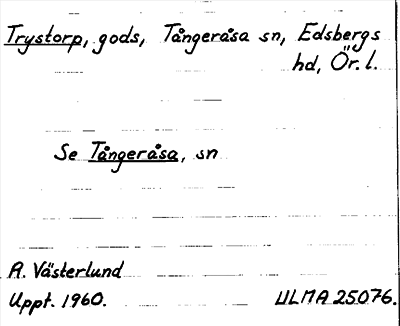 Trystorp, gods, Tångeråsa sn, Edsbergs
hd, Ör. l.
Se Tångeråsa, sn
A. Västerlund
Uppt. 1960. ULMA 25076.